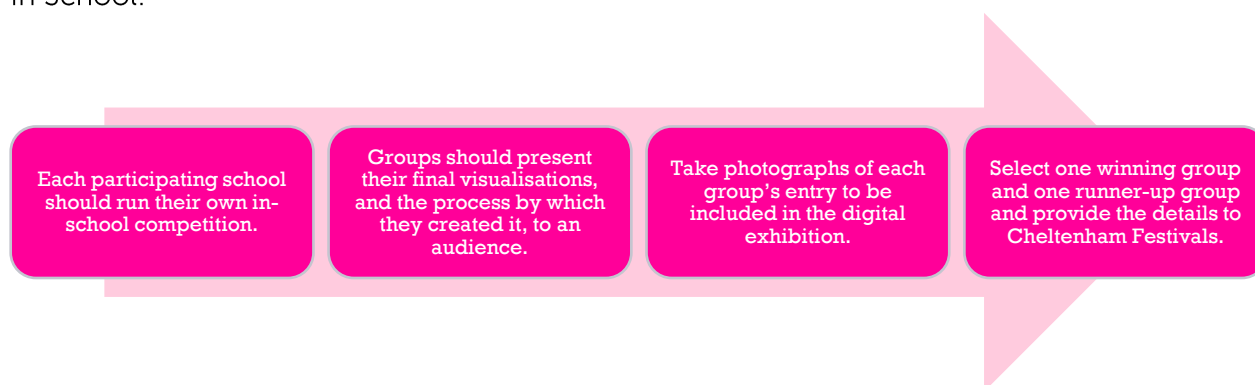 in school.
Each participating school
should run their own in-
school competition.
Groups should present
their final visualisations,
and the process by which
they created it, to an
audience.
Take photographs of each
group's entry to be
included in the digital
exhibition.
Select one winning group
and one runner-up group
and provide the details to
Cheltenham Festivals.